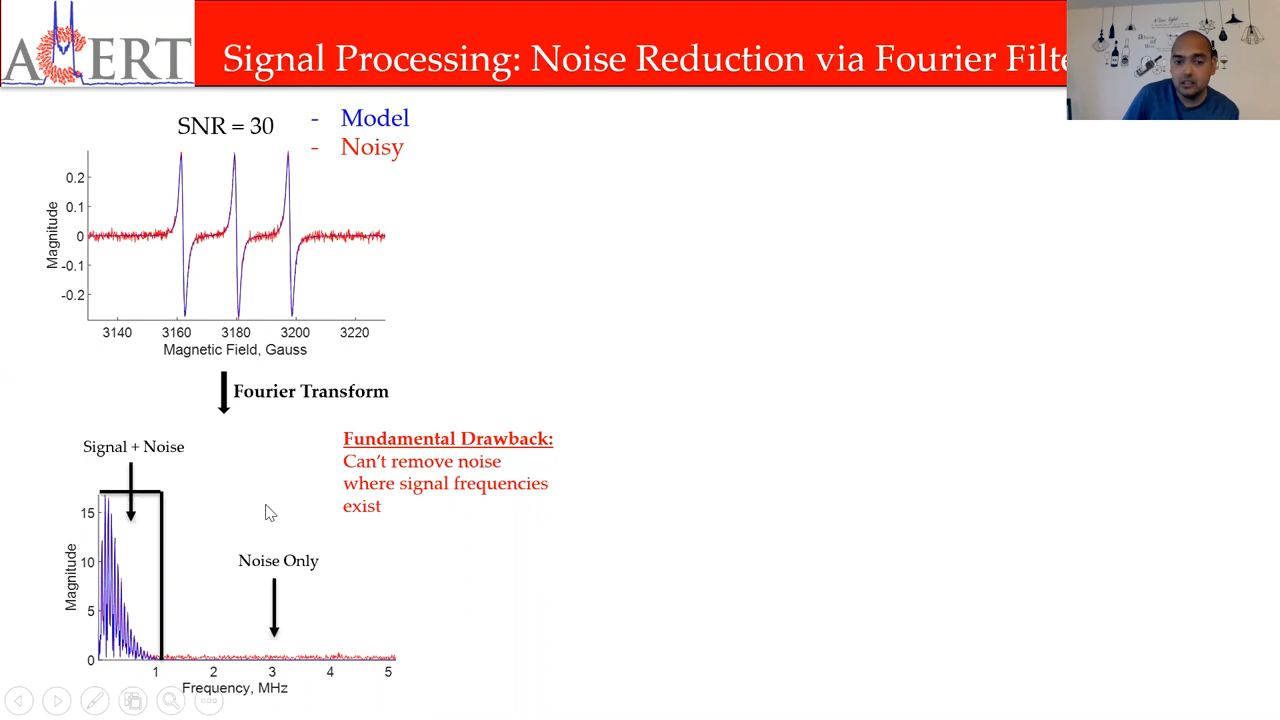 ACERT
Signal Processing: Noise Reduction via Fourier Filte
SNR = 30
- Model
- Noisy
0.2
0.1
0
-0.1
-0.2
Magnitude
3140 3160 3180 3200 3220
Magnetic Field, Gauss
Fourier Transform
Signal + Noise
Fundamental Drawback:
Can't remove noise
where signal frequencies
exist
Noise Only
15
10
5
0
Magnitude
1 2 3 4 5
Frequency, MHz